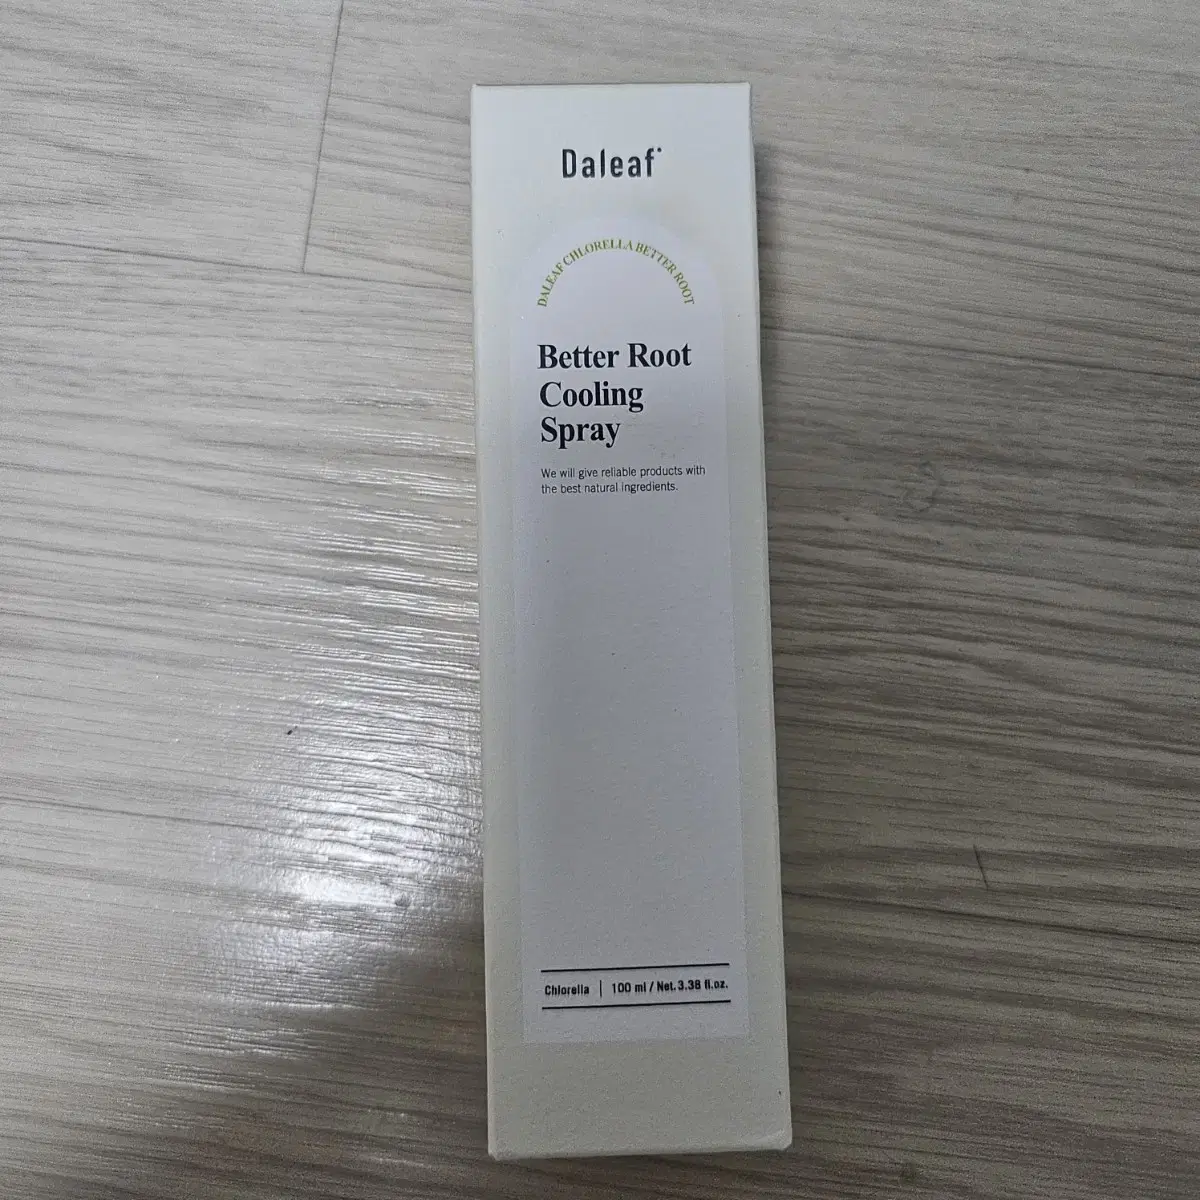 Daleaf
DALEAF CHLORELLA BETTER ROOT
Better Root
Cooling
Spray
We will give reliable products with
the best natural ingredients.
Chlorella | 100 ml / Net. 3.38 fl.oz.